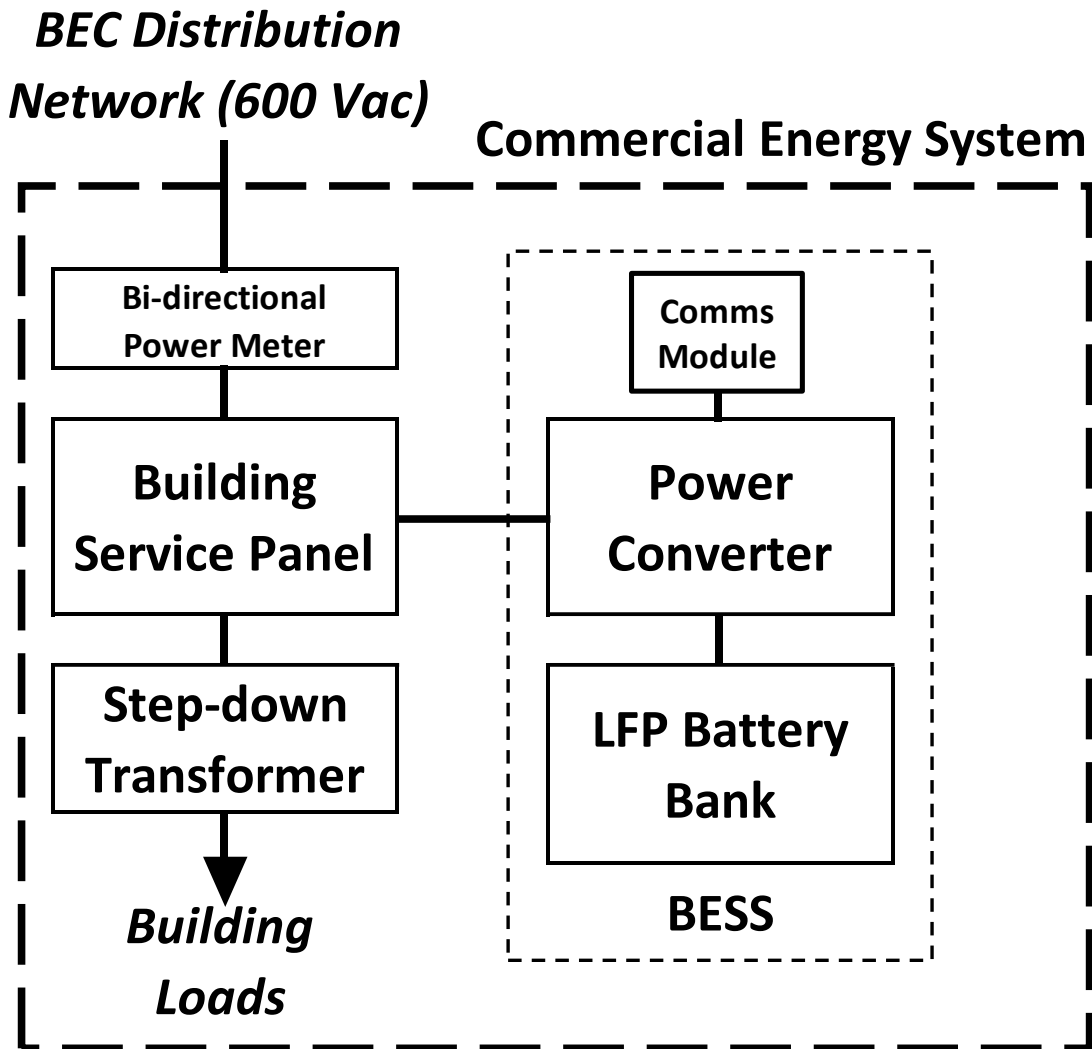 BEC Distribution
Network (600 Vac)
Commercial Energy System
Bi-directional
Power Meter
Comms
Module
Building
Service Panel
Power
Converter
Step-down
Transformer
LFP Battery
Bank
BESS
Building
Loads